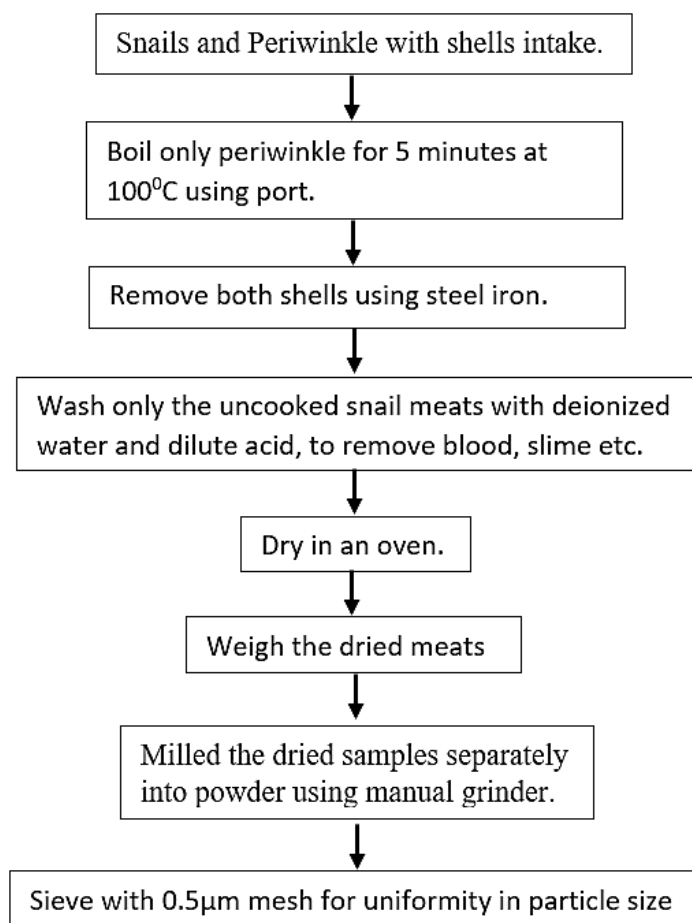 Snails and Periwinkle with shells intake.
Boil only periwinkle for 5 minutes at
100⁰C using port.
Remove both shells using steel iron.
Wash only the uncooked snail meats with deionized
water and dilute acid, to remove blood, slime etc.
Dry in an oven.
Weigh the dried meats
Milled the dried samples separately
into powder using manual grinder.
Sieve with 0.5µm mesh for uniformity in particle size